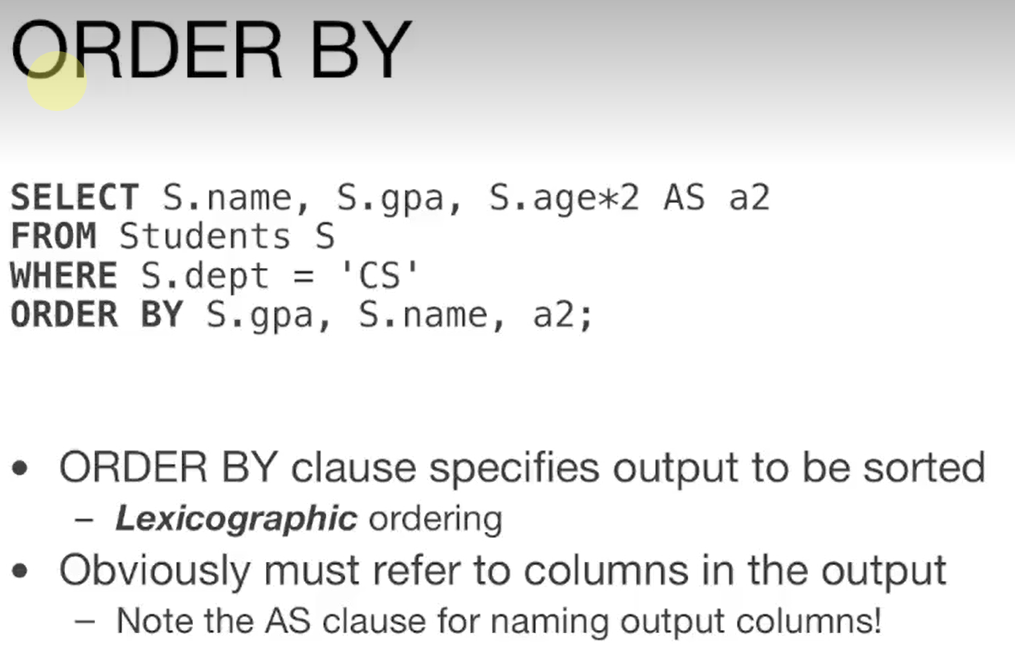 ORDER BY
SELECT S.name, S.gpa, S.age*2 AS a2
FROM Students S
WHERE S.dept = 'CS'
ORDER BY S.gpa, S.name, a2;
• ORDER BY clause specifies output to be sorted
– Lexicographic ordering
• Obviously must refer to columns in the output
– Note the AS clause for naming output columns!